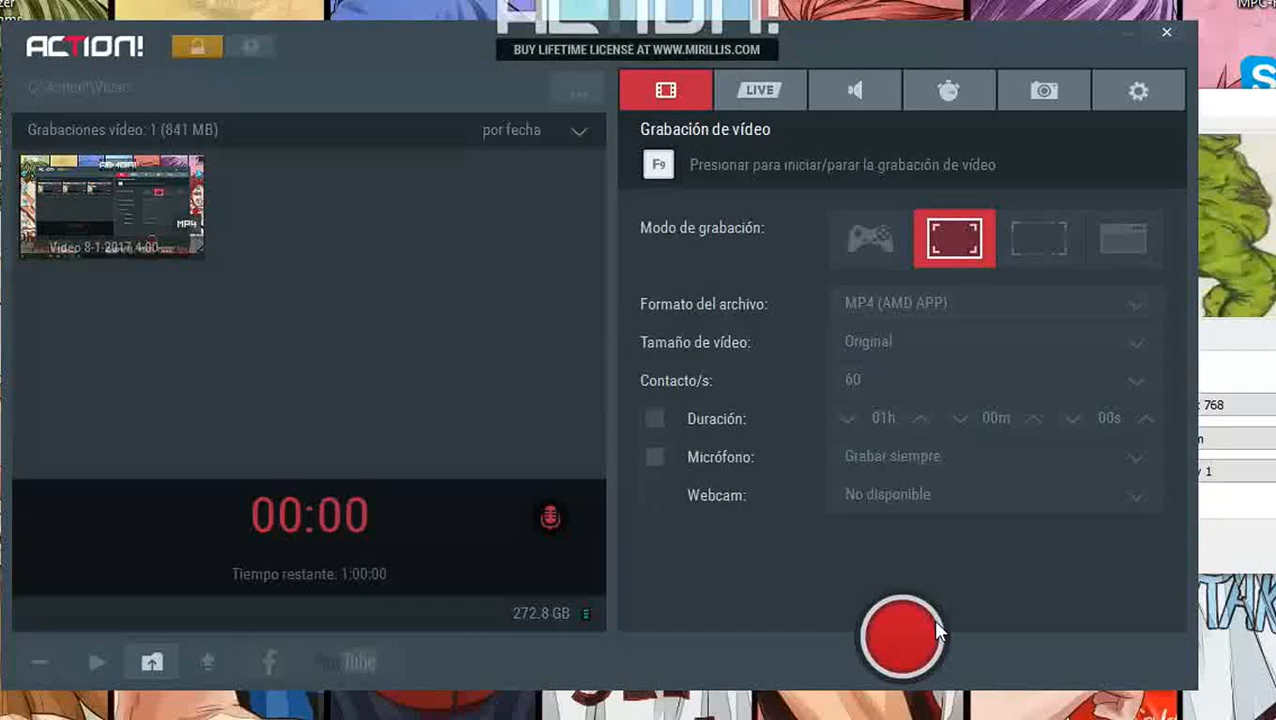 ACTION!
BUY LIFETIME LICENSE AT WWW.MIRILLIS.COM
ACTION!
LIVE
Grabaciones vídeo: 1 (841 MB)
por fecha
MP4
Video 8-1-2017 4-00
00:00
Tiempo restante: 1:00:00
272.8 GB
YouTube
Grabación de vídeo
F9
Presionar para iniciar/parar la grabación de vídeo
Modo de grabación:
Formato del archivo:
MP4 (AMD APP)
Tamaño de vídeo:
Original
Contacto/s:
60
Duración:
01h
00m
00s
Micrófono:
Grabar siempre
Webcam:
No disponible
: 768